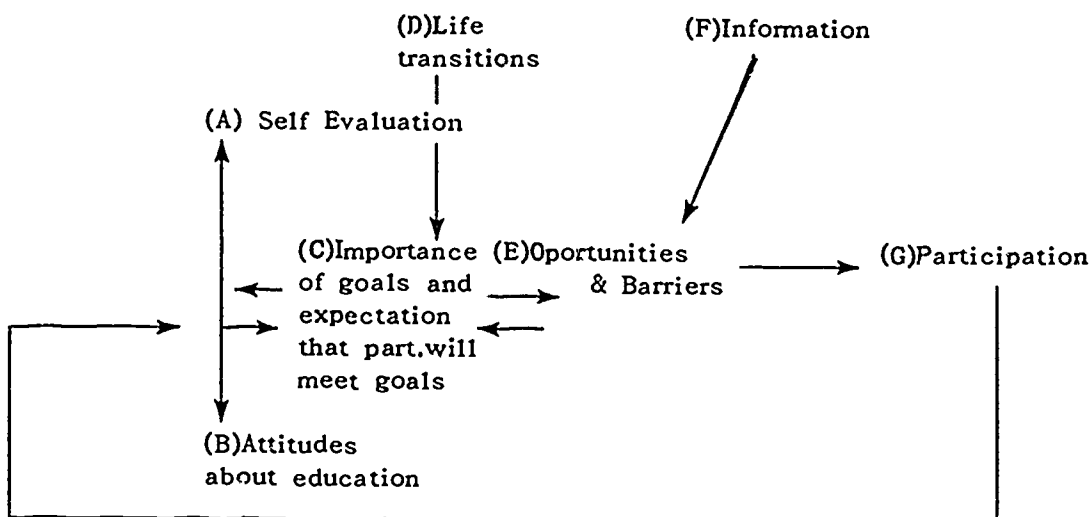 (D)Life
transitions
(F)Information
(A) Self Evaluation
(C)Importance
of goals and
expectation
that part.will
meet goals
(E)Oportunities
& Barriers
(G)Participation
(B)Attitudes
about education